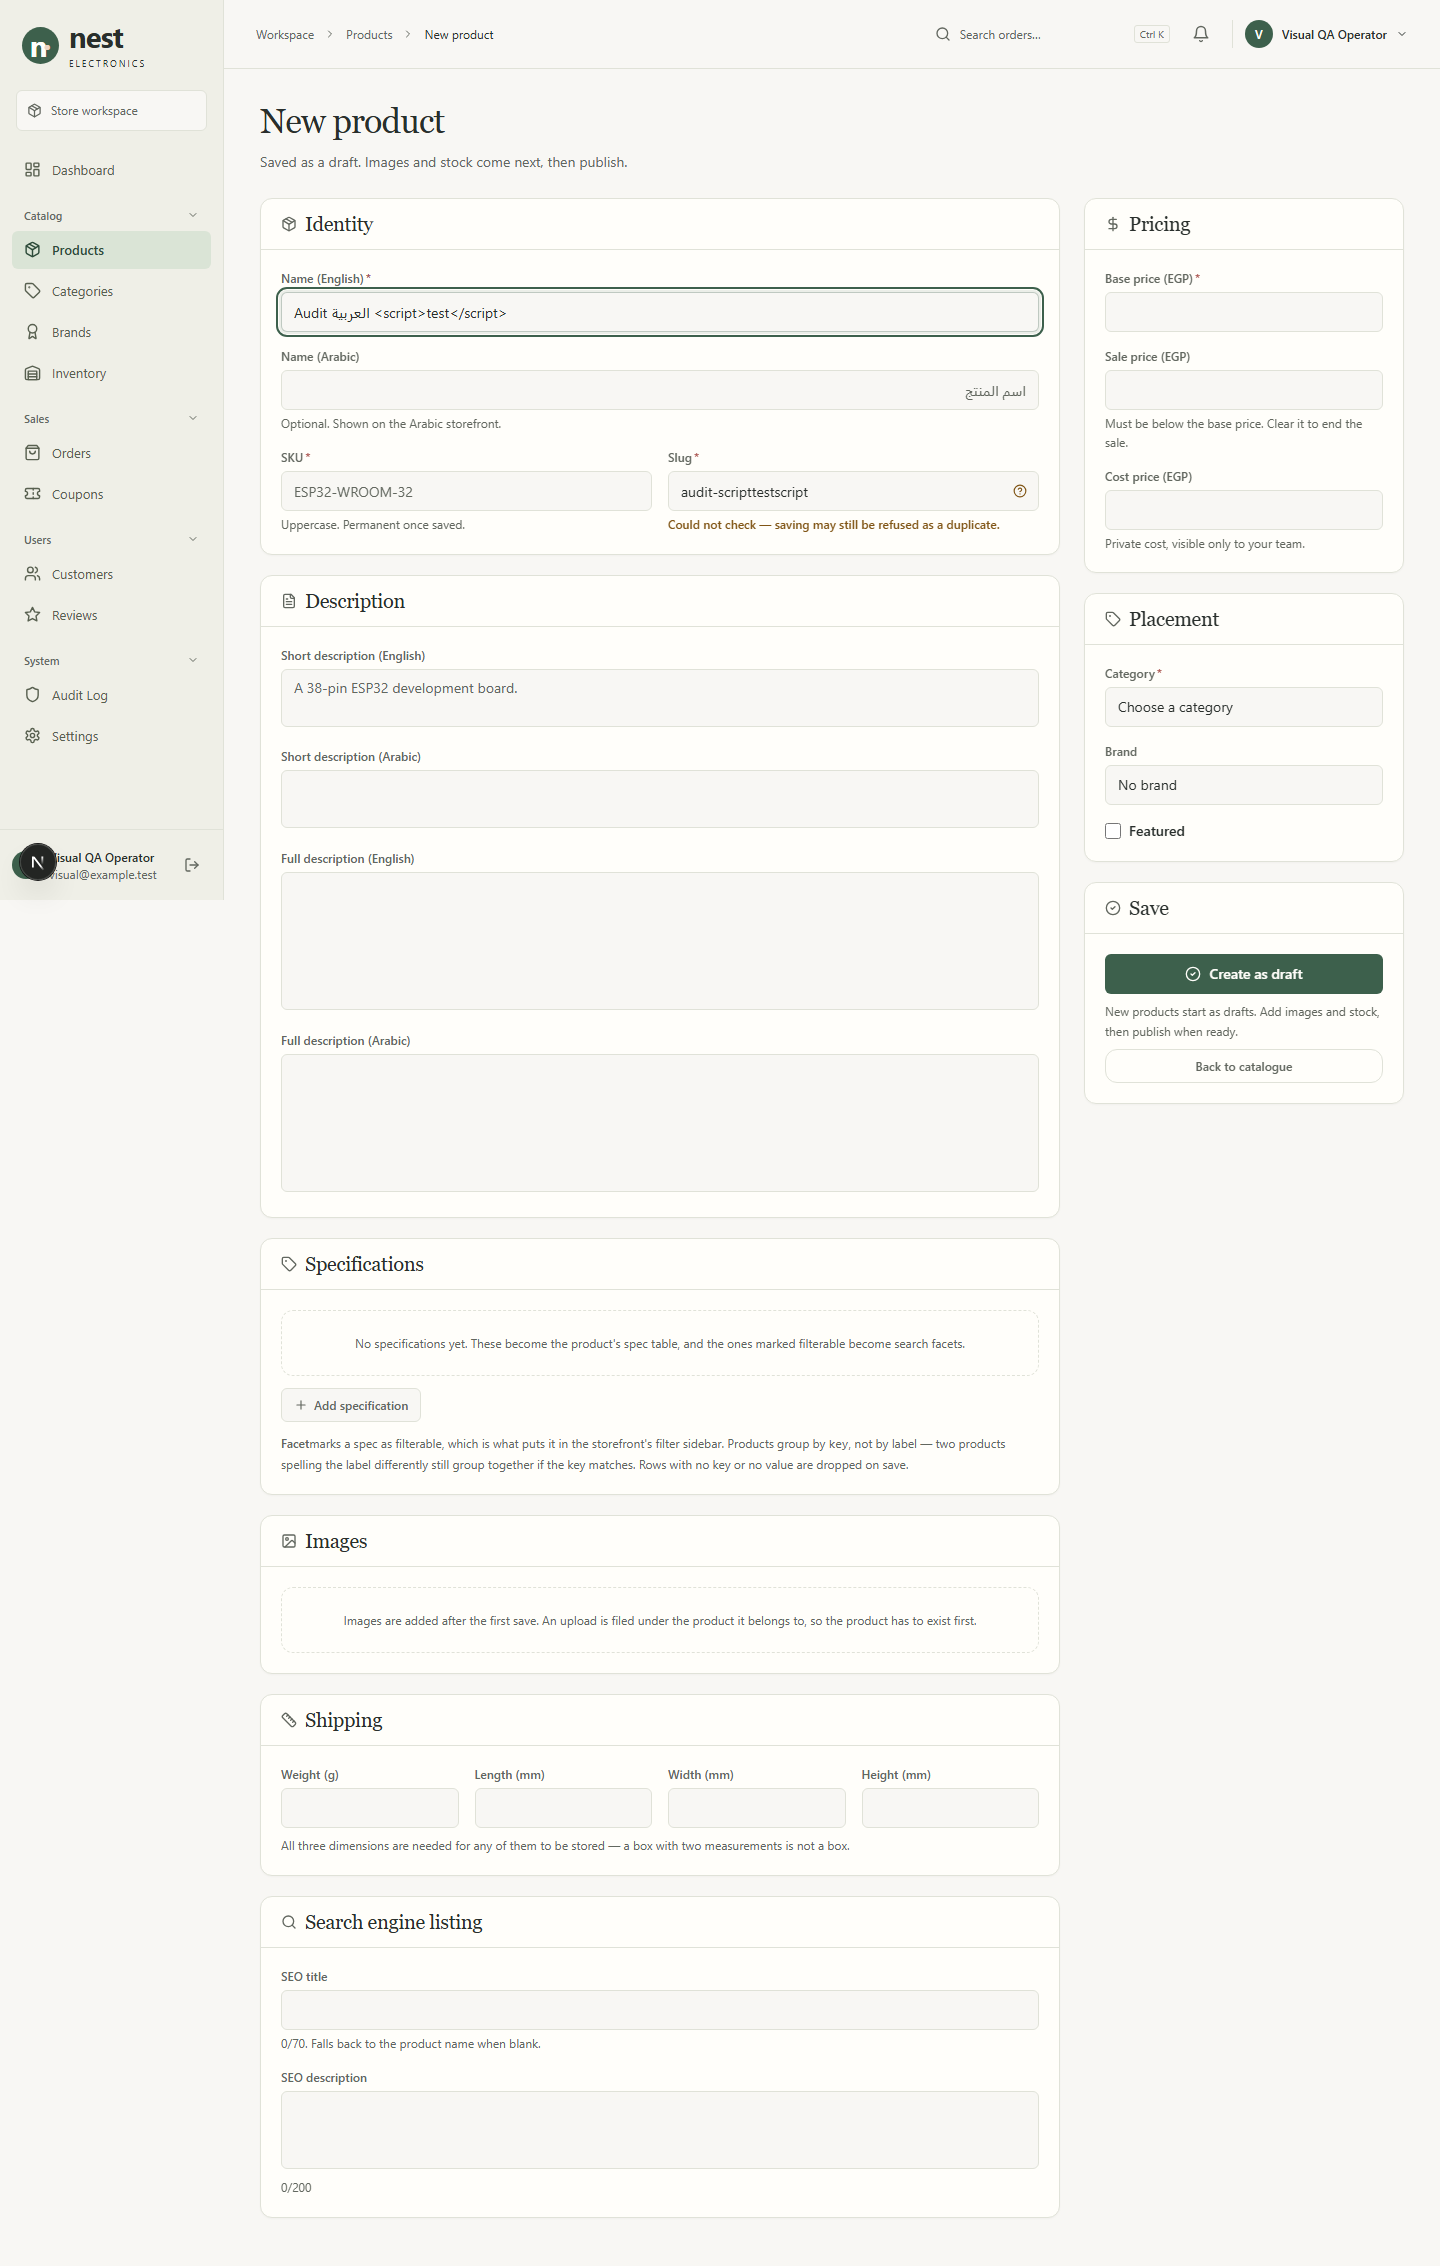 nest
ELECTRONICS
Store workspace
Dashboard
Catalog
Products
Categories
Brands
Inventory
Sales
Orders
Coupons
Users
Customers
Reviews
System
Audit Log
Settings
N
isual QA Operator
visual@example.test
Workspace > Products > New product
Search orders...
Ctrl K
V
Visual QA Operator
New product
Saved as a draft. Images and stock come next, then publish.
Identity
Name (English) *
Audit العربية <script>test</script>
Name (Arabic)
اسم المنتج
Optional. Shown on the Arabic storefront.
SKU *
ESP32-WROOM-32
Uppercase. Permanent once saved.
Slug *
audit-scripttestscript
Could not check — saving may still be refused as a duplicate.
Description
Short description (English)
A 38-pin ESP32 development board.
Short description (Arabic)
Full description (English)
Full description (Arabic)
Specifications
No specifications yet. These become the product's spec table, and the ones marked filterable become search facets.
Add specification
Facetmarks a spec as filterable, which is what puts it in the storefront's filter sidebar. Products group by key, not by label — two products
spelling the label differently still group together if the key matches. Rows with no key or no value are dropped on save.
Images
Images are added after the first save. An upload is filed under the product it belongs to, so the product has to exist first.
Shipping
Weight (g)
Length (mm)
Width (mm)
Height (mm)
All three dimensions are needed for any of them to be stored — a box with two measurements is not a box.
Search engine listing
SEO title
0/70. Falls back to the product name when blank.
SEO description
0/200
Pricing
Base price (EGP) *
Sale price (EGP)
Must be below the base price. Clear it to end the
sale.
Cost price (EGP)
Private cost, visible only to your team.
Placement
Category *
Choose a category
Brand
No brand
Featured
Save
Create as draft
New products start as drafts. Add images and stock,
then publish when ready.
Back to catalogue